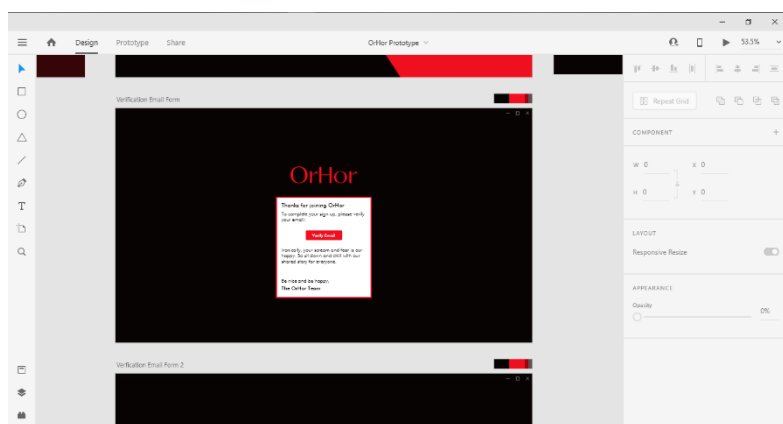 Design Prototype Share OrHor Prototype 53.5%
Repeat Grid
Verification Email Form
COMPONENT
OrHor
W 0 X 0
H 0 Y 0
Thanks for joining OrHor
To complete your sign up, please verify
your email:
Verify Email
LAYOUT
Responsive Resize
Ironically, your scream and fear is our
happy. So sit down and chill with our
shared story for everyone.
Be nice and be happy,
The OrHor Team
APPEARANCE
Opacity
0%
Verfication Email Form 2